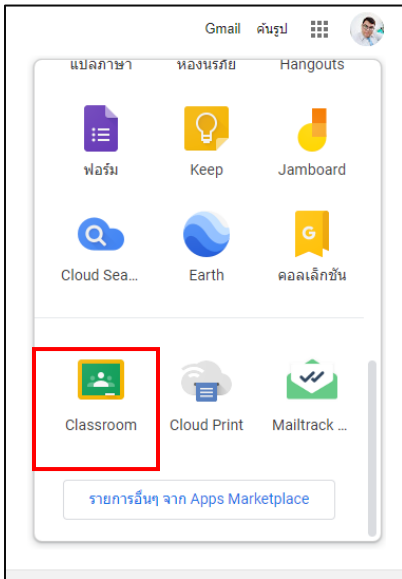 Gmail ค้นรูป
แปลภาษา ห้องนิรภัย Hangouts
ฟอร์ม Keep Jamboard
G
Cloud Sea... Earth คอลเล็กชัน
Classroom Cloud Print Mailtrack ...
รายการอื่นๆ จาก Apps Marketplace